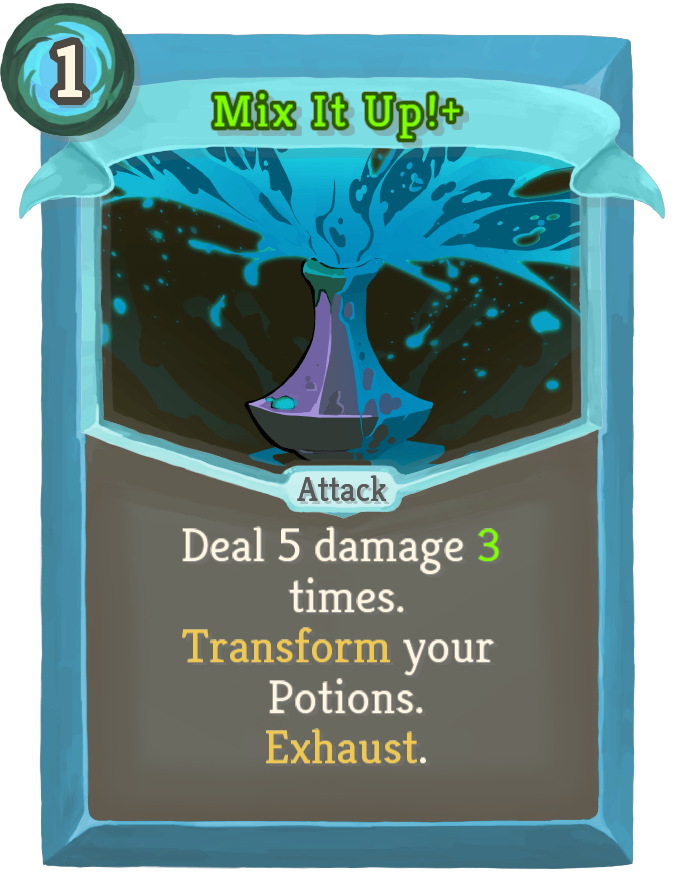 1
Mix It Up!+
Attack
Deal 5 damage 3
times.
Transform your
Potions.
Exhaust.